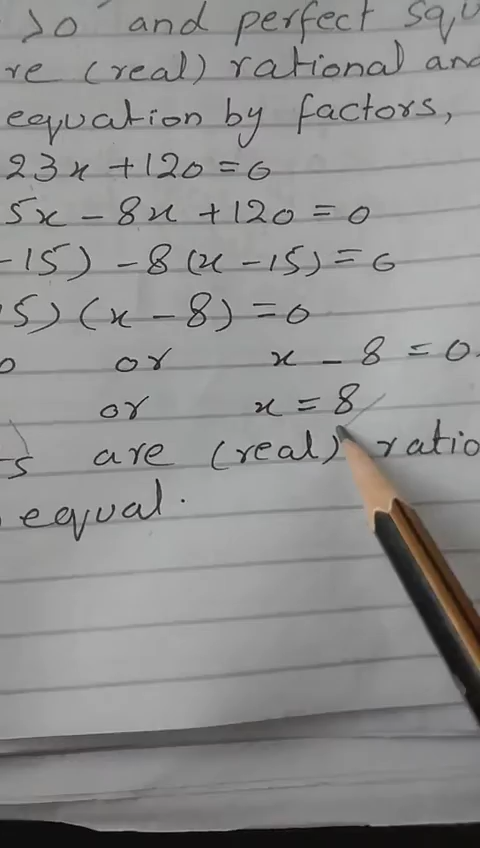 >0 and perfect squ
re (real) rational and
equation by factors,
23x + 120 = 0
5x - 8x + 120 = 0
-15) - 8(x - 15) = 0
5) (x - 8) = 0
0 or x - 8 = 0
or x = 8
s are (real) ratio
equal.